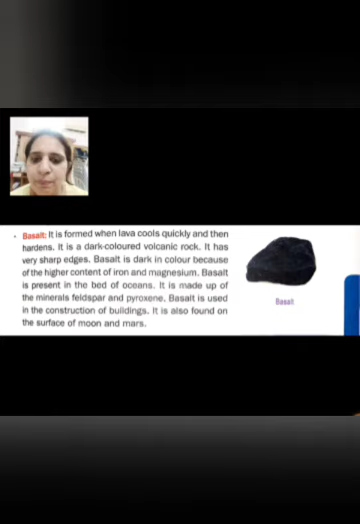 • Basalt: It is formed when lava cools quickly and then
hardens. It is a dark-coloured volcanic rock. It has
very sharp edges. Basalt is dark in colour because
of the higher content of iron and magnesium. Basalt
is present in the bed of oceans. It is made up of
the minerals feldspar and pyroxene. Basalt is used
in the construction of buildings. It is also found on
the surface of moon and mars.
Basalt